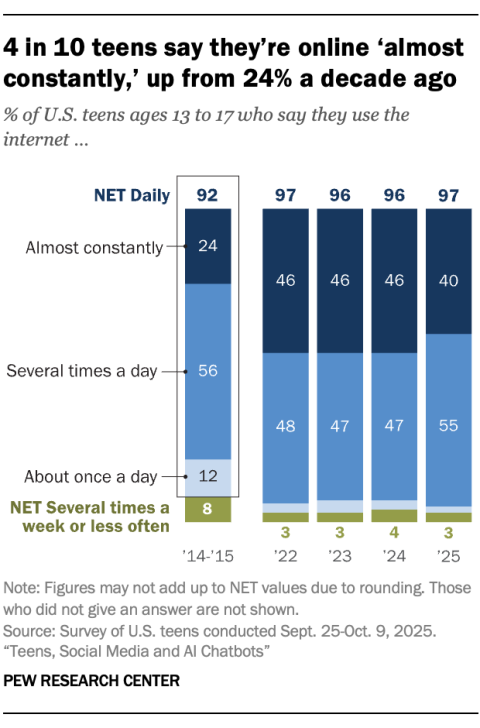 4 in 10 teens say they’re online ‘almost
constantly,’ up from 24% a decade ago
% of U.S. teens ages 13 to 17 who say they use the
internet ...
NET Daily 92 97 96 96 97
Almost constantly 24 46 46 46 40
Several times a day 56 48 47 47 55
About once a day 12
NET Several times a
week or less often 8 3 3 4 3
’14-’15 ’22 ’23 ’24 ’25
Note: Figures may not add up to NET values due to rounding. Those
who did not give an answer are not shown.
Source: Survey of U.S. teens conducted Sept. 25-Oct. 9, 2025.
“Teens, Social Media and AI Chatbots”
PEW RESEARCH CENTER